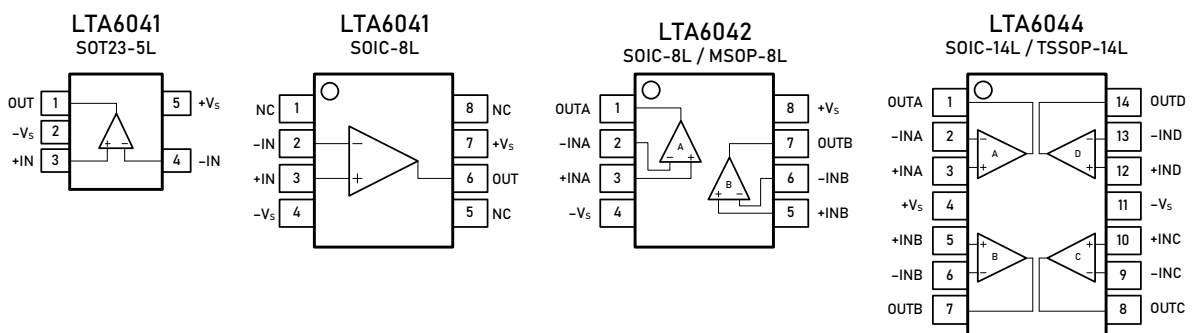 LTA6041
SOT23-5L
OUT 1 5 +VS
−VS 2
+IN 3 4 −IN
+ −
LTA6041
SOIC-8L
NC 1 8 NC
−IN 2 − 7 +VS
+IN 3 + 6 OUT
−VS 4 5 NC
LTA6042
SOIC-8L / MSOP-8L
OUTA 1 8 +VS
−INA 2 A 7 OUTB
− +
+INA 3 B 6 −INB
+ −
−VS 4 5 +INB
LTA6044
SOIC-14L / TSSOP-14L
OUTA 1 14 OUTD
−INA 2 − − 13 −IND
A D
+INA 3 + + 12 +IND
+VS 4 11 −VS
+INB 5 + + 10 +INC
B C
−INB 6 − − 9 −INC
OUTB 7 8 OUTC